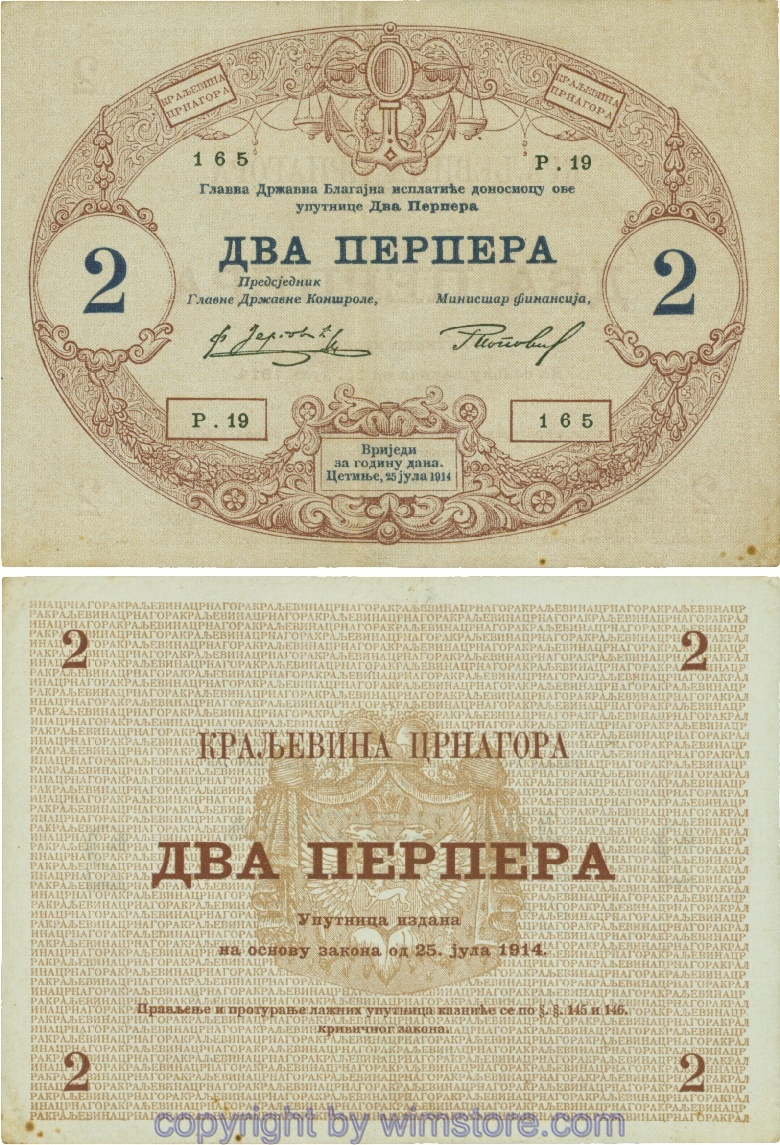 КРАЉЕВИНА
ЦРНАГОРА
КРАЉЕВИНА
ЦРНАГОРА
165
Р.19
Главва Државна Благајна исплатиће доносиоцу ове
упутнице Два Перпера
ДВА ПЕРПЕРА
2
2
Предсједник
Главне Државне Контроле,
Министар финансија,
Р.19
165
Вриједи
за годину дана.
Цетиње, 25 јула 1914
2
2
КРАЉЕВИНА ЦРНАГОРА
ДВА ПЕРПЕРА
Упутница издана
на основу закона од 25. јула 1914.
Прављење и протурање лажних упутница казниће се по §. §. 145 и 146.
кривичног закона.
2
2
copyright by wimstore.com